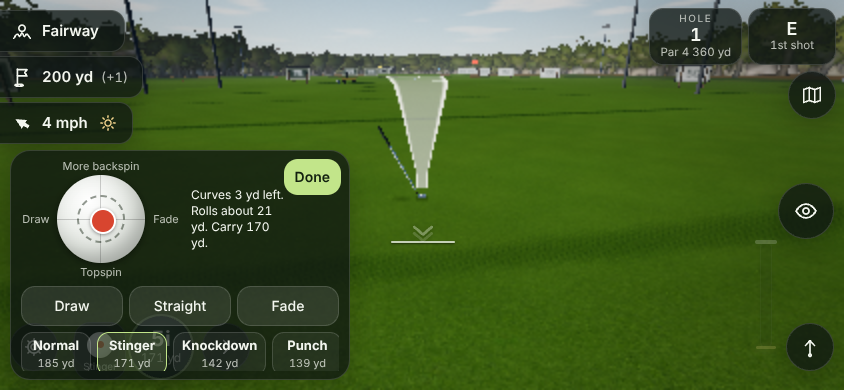 Fairway
200 yd (+1)
4 mph
HOLE
1
Par 4 360 yd
E
1st shot
More backspin
Draw
Fade
Topspin
Done
Curves 3 yd left.
Rolls about 21
yd. Carry 170
yd.
Draw
Straight
Fade
Normal
185 yd
Stinger
171 yd
Knockdown
142 yd
Punch
139 yd